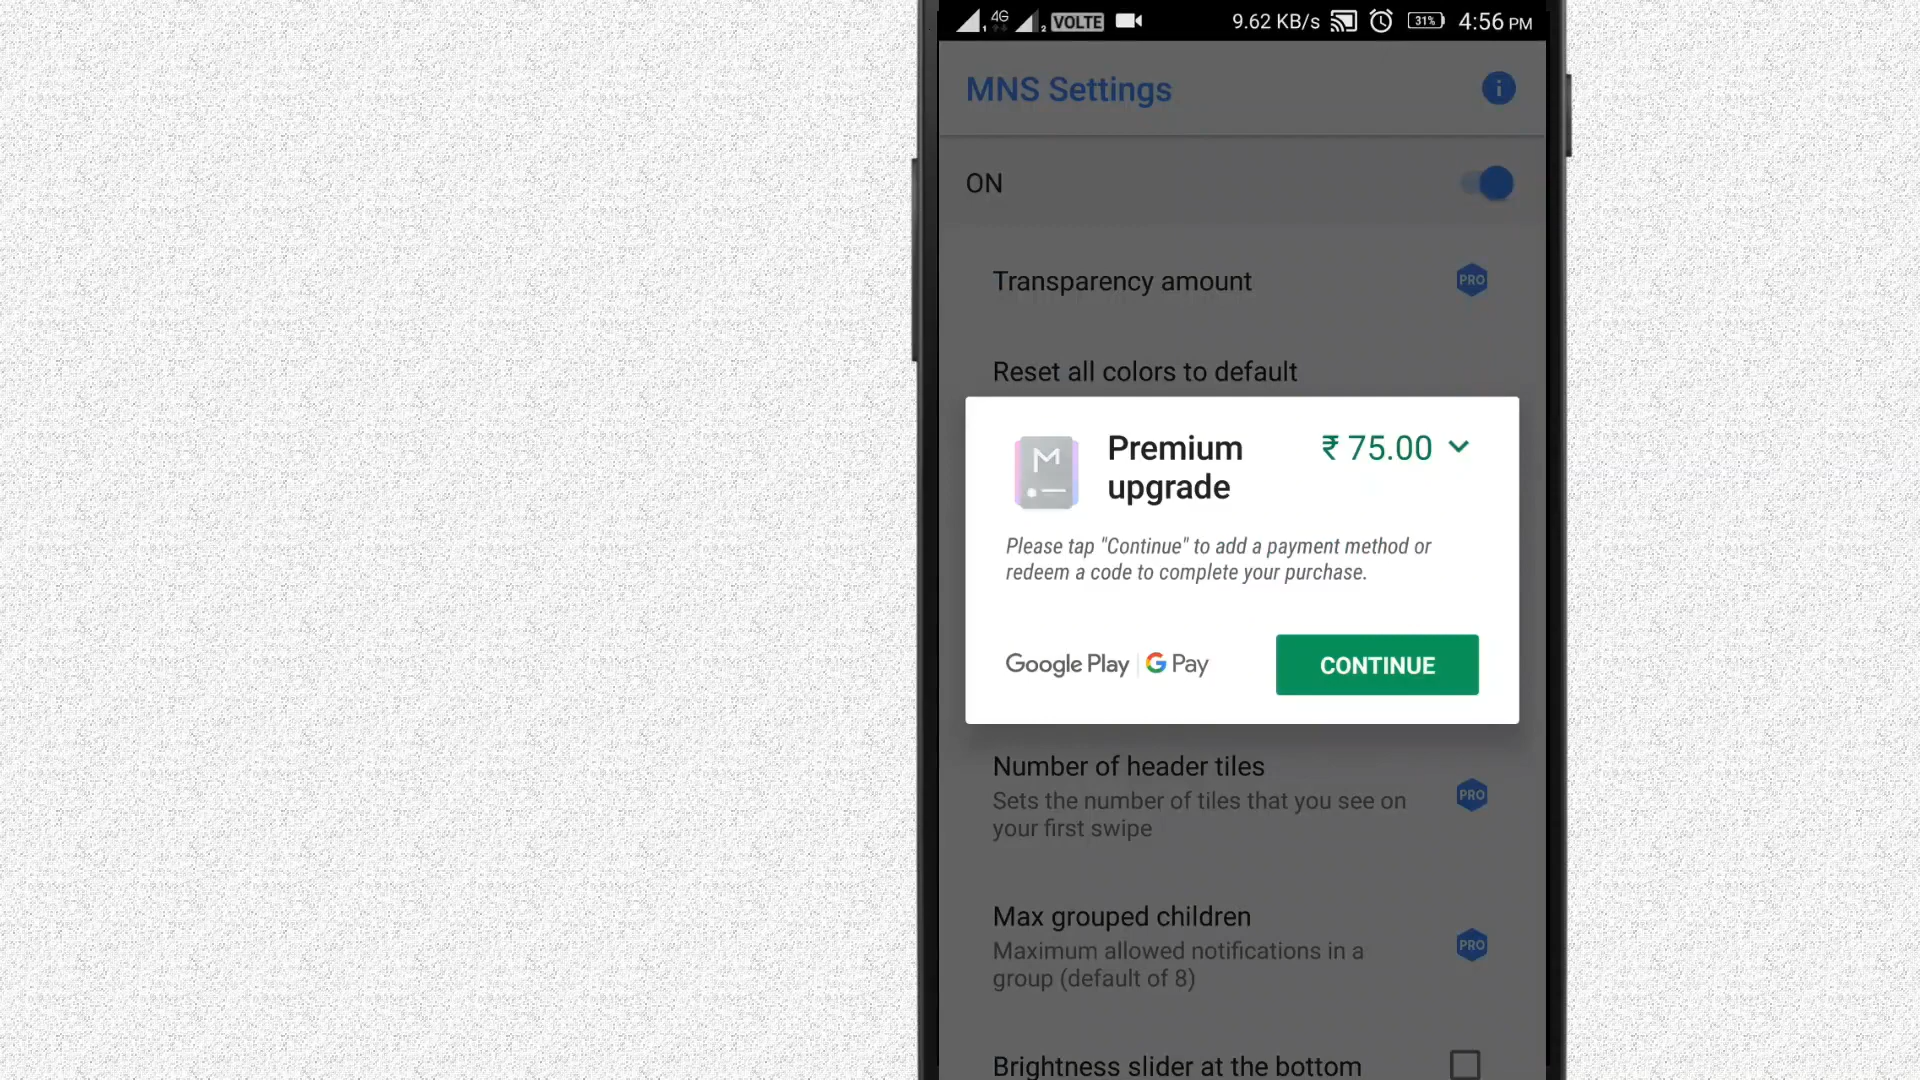 1 4G 2 VOLTE 9.62 KB/s 31% 4:56 PM
MNS Settings
ON
Transparency amount PRO
Reset all colors to default
Premium
upgrade
₹ 75.00
Please tap "Continue" to add a payment method or
redeem a code to complete your purchase.
Google Play G Pay CONTINUE
Number of header tiles
Sets the number of tiles that you see on
your first swipe
PRO
Max grouped children
Maximum allowed notifications in a
group (default of 8)
PRO
Brightness slider at the bottom